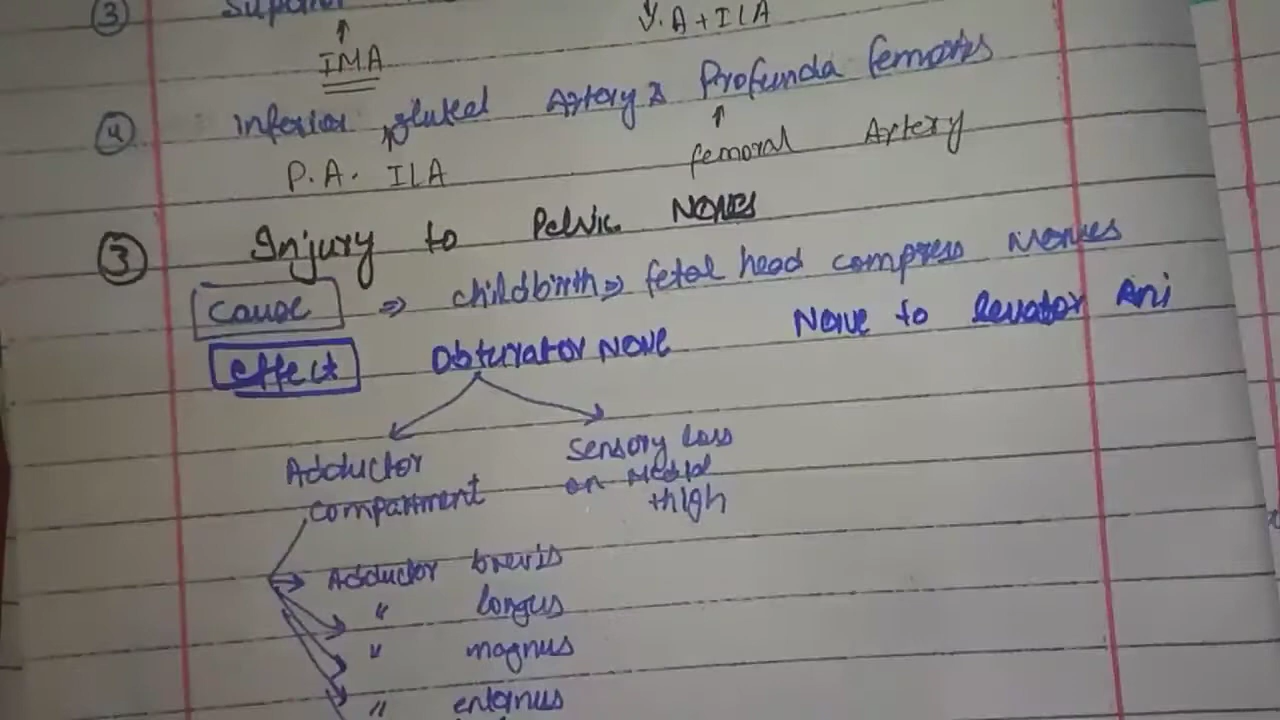 ③
IMA
V.A + ILA
④ Inferior gluteal Artery & Profunda femoris
P.A. ILA
femoral Artery
③ Injury to Pelvic Nerves
Cause ⇒ childbirth ⇒ fetal head compress Nerves
Effect Obturator Nerve Nerve to levator Ani
Adductor compartment
Sensory loss
on Medial
thigh
Adductor brevis
" longus
" magnus
"